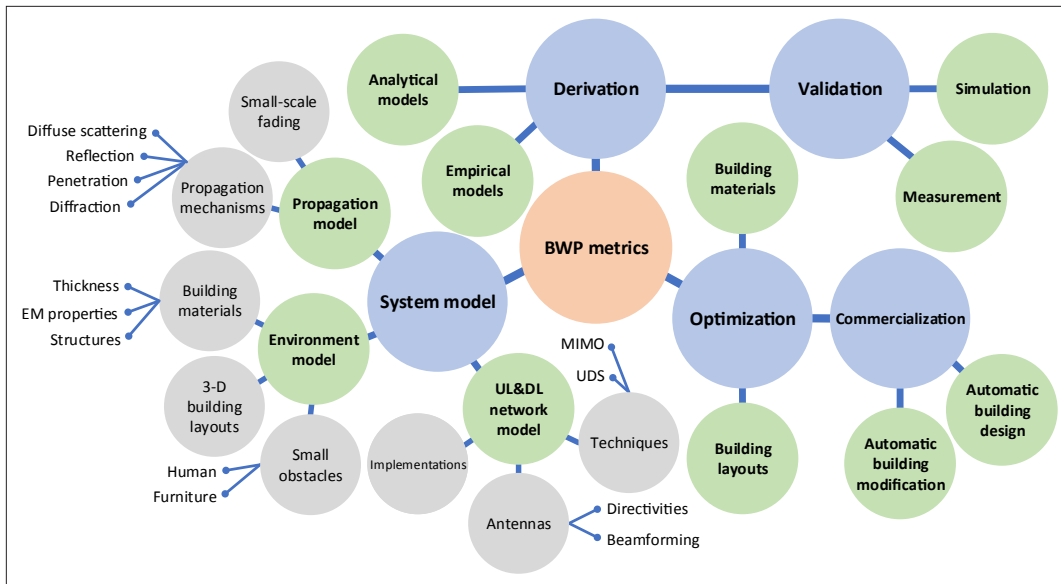 Analytical
models
Derivation
Validation
Simulation
Small-scale
fading
Diffuse scattering
Reflection
Penetration
Diffraction
Propagation
mechanisms
Propagation
model
Empirical
models
Building
materials
Measurement
BWP metrics
System model
Optimization
Commercialization
Thickness
EM properties
Structures
Building
materials
Environment
model
3-D
building
layouts
Small
obstacles
Human
Furniture
UL&DL
network
model
MIMO
UDS
Techniques
Implementations
Antennas
Directivities
Beamforming
Building
layouts
Automatic
building
modification
Automatic
building
design